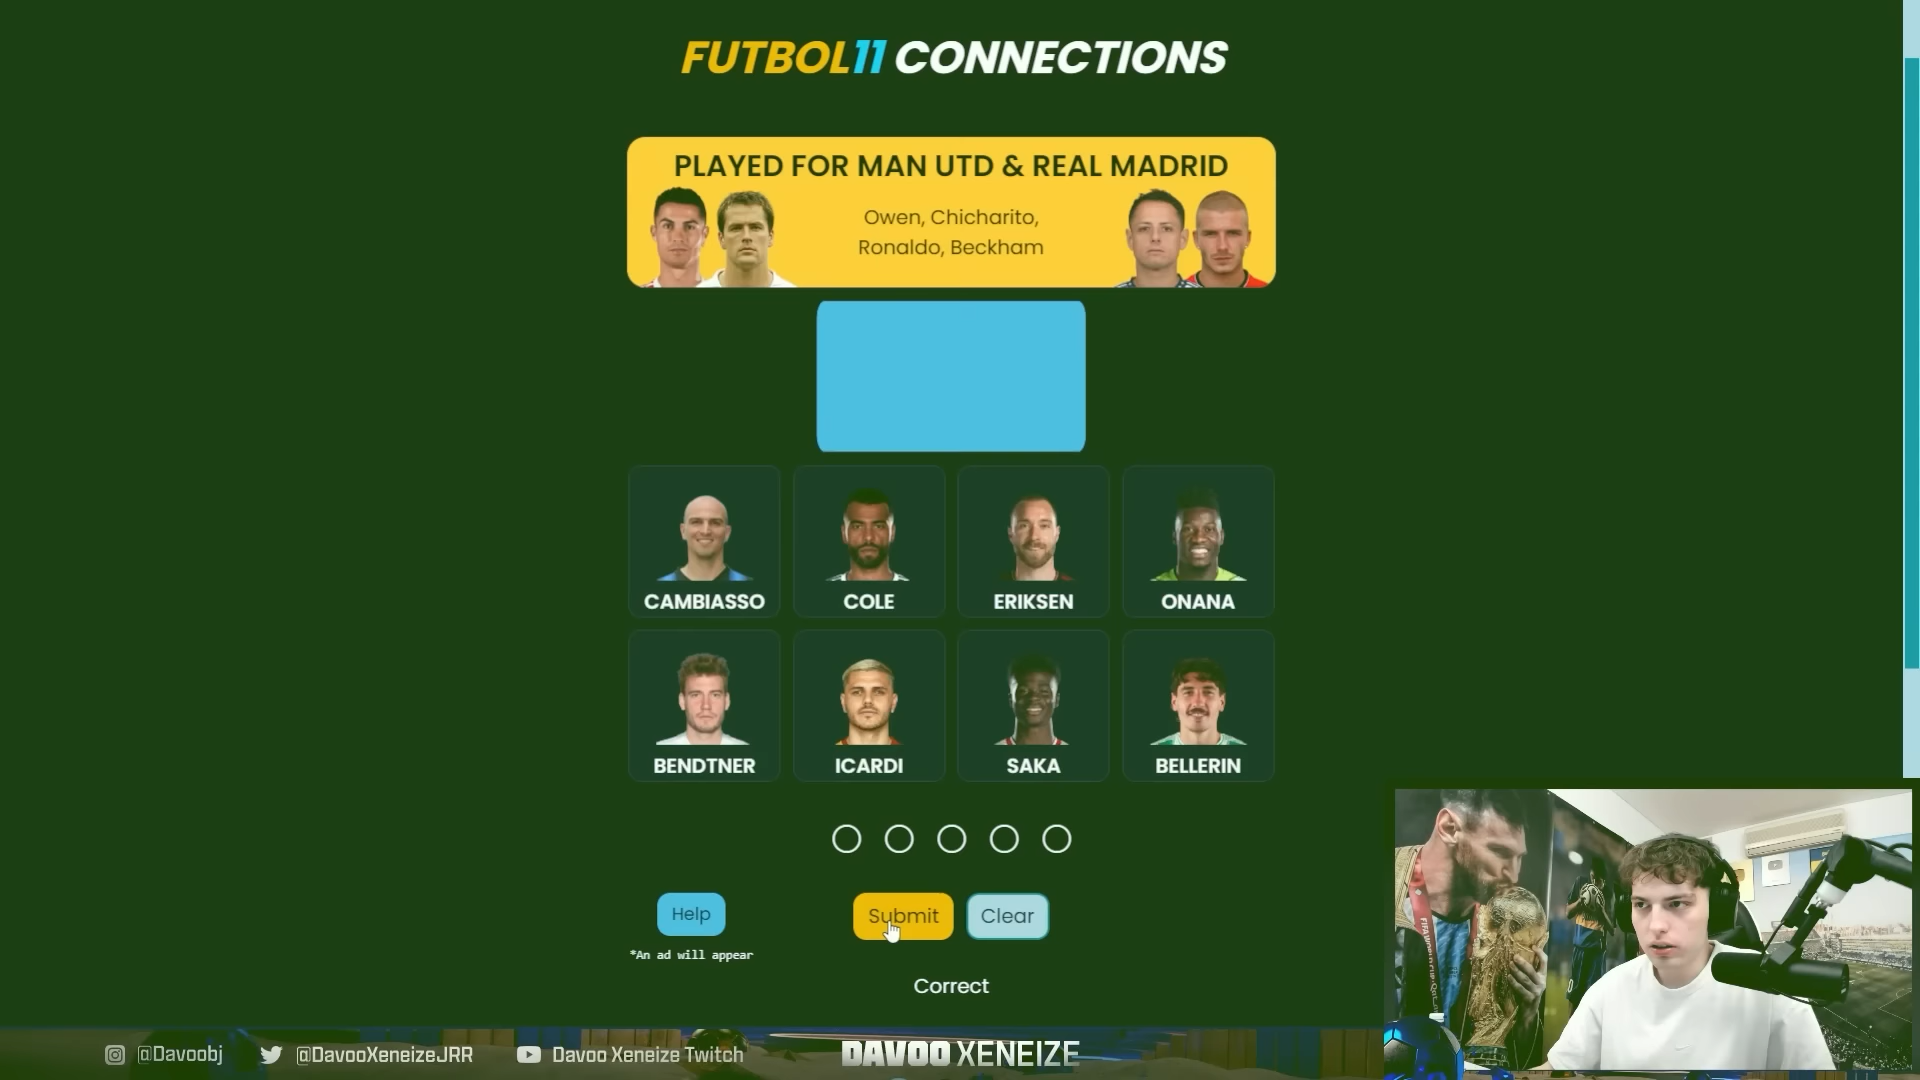 FUTBOL11 CONNECTIONS
PLAYED FOR MAN UTD & REAL MADRID
Owen, Chicharito,
Ronaldo, Beckham
CAMBIASSO
COLE
ERIKSEN
ONANA
BENDTNER
ICARDI
SAKA
BELLERIN
Help
Submit
Clear
*An ad will appear
Correct
@Davoobj
@DavooXeneizeJRR
Davoo Xeneize Twitch
DAVOO XENEIZE